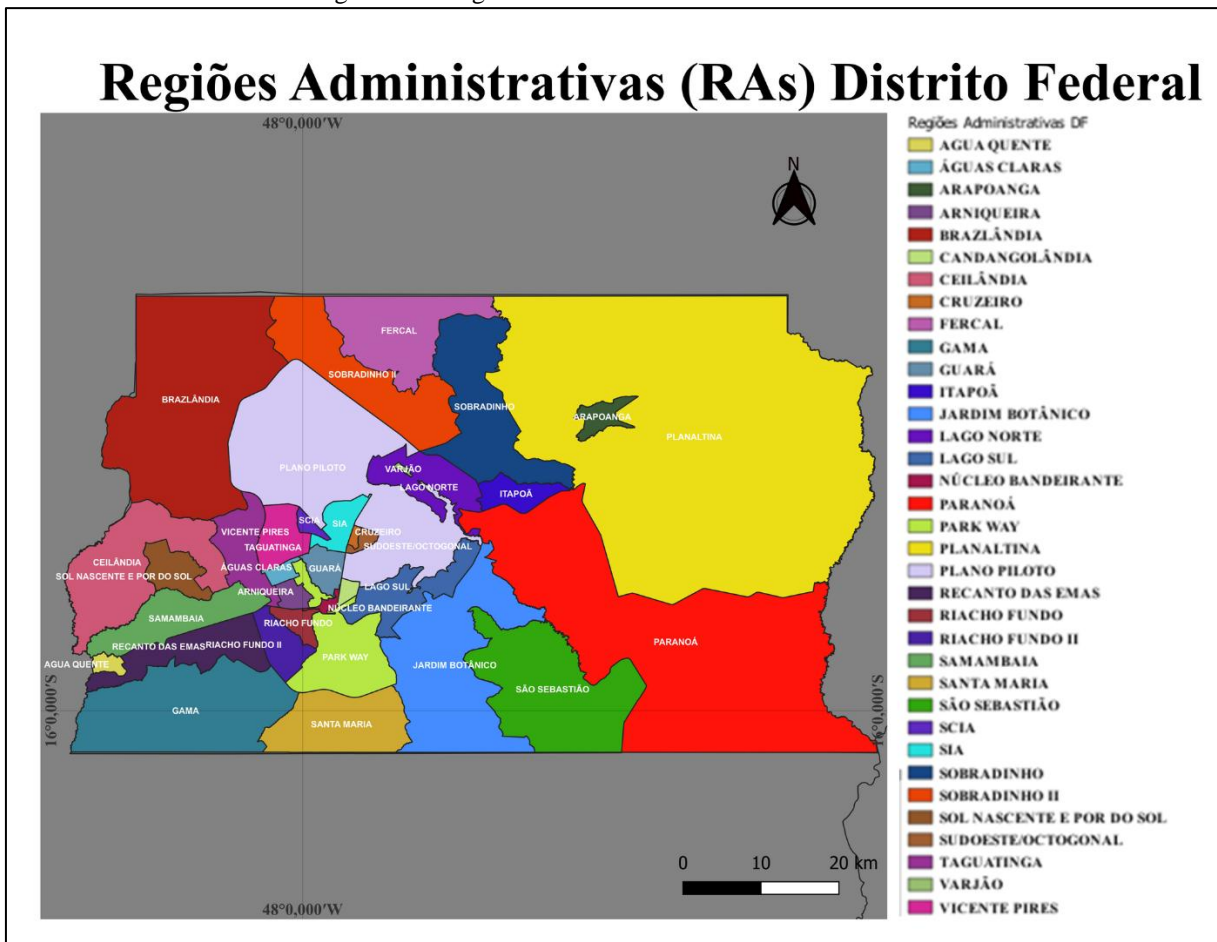 Regiões Administrativas (RAs) Distrito Federal
48°0,000′W
N
FERCAL
SOBRADINHO II
BRAZLÂNDIA
SOBRADINHO
ARAPOANGA
PLANALTINA
PLANO PILOTO
VARJÃO
LAGO NORTE
ITAPOÃ
SCIA
SIA
VICENTE PIRES
CRUZEIRO
TAGUATINGA
SUDOESTE/OCTOGONAL
CEILÂNDIA
ÁGUAS CLARAS
GUARÁ
SOL NASCENTE E POR DO SOL
LAGO SUL
ARNIQUEIRA
NÚCLEO BANDEIRANTE
SAMAMBAIA
RIACHO FUNDO
PARANOÁ
RECANTO DAS EMAS
RIACHO FUNDO II
AGUA QUENTE
PARK WAY
JARDIM BOTÂNICO
SÃO SEBASTIÃO
GAMA
SANTA MARIA
16°0,000′S
16°0,000′S
0 10 20 km
48°0,000′W
Regiões Administrativas DF
AGUA QUENTE
ÁGUAS CLARAS
ARAPOANGA
ARNIQUEIRA
BRAZLÂNDIA
CANDANGOLÂNDIA
CEILÂNDIA
CRUZEIRO
FERCAL
GAMA
GUARÁ
ITAPOÃ
JARDIM BOTÂNICO
LAGO NORTE
LAGO SUL
NÚCLEO BANDEIRANTE
PARANOÁ
PARK WAY
PLANALTINA
PLANO PILOTO
RECANTO DAS EMAS
RIACHO FUNDO
RIACHO FUNDO II
SAMAMBAIA
SANTA MARIA
SÃO SEBASTIÃO
SCIA
SIA
SOBRADINHO
SOBRADINHO II
SOL NASCENTE E POR DO SOL
SUDOESTE/OCTOGONAL
TAGUATINGA
VARJÃO
VICENTE PIRES